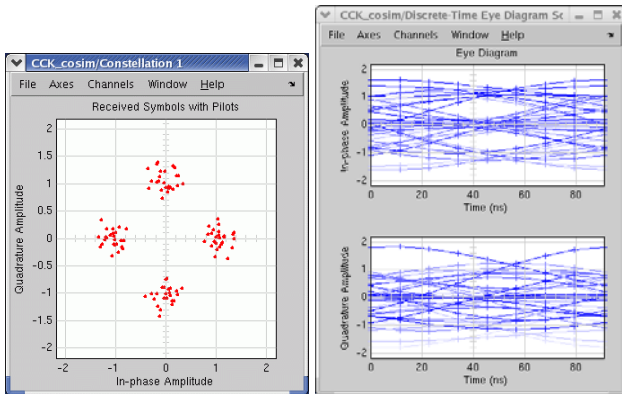 CCK_cosim/Constellation 1
File Axes Channels Window Help
Received Symbols with Pilots
Quadrature Amplitude
2
1.5
1
0.5
0
-0.5
-1
-1.5
-2
-2 -1 0 1 2
In-phase Amplitude
CCK_cosim/Discrete-Time Eye Diagram Sc
File Axes Channels Window Help
Eye Diagram
In-phase Amplitude
2
1
0
-1
-2
0 20 40 60 80
Time (ns)
Quadrature Amplitude
2
1
0
-1
-2
0 20 40 60 80
Time (ns)